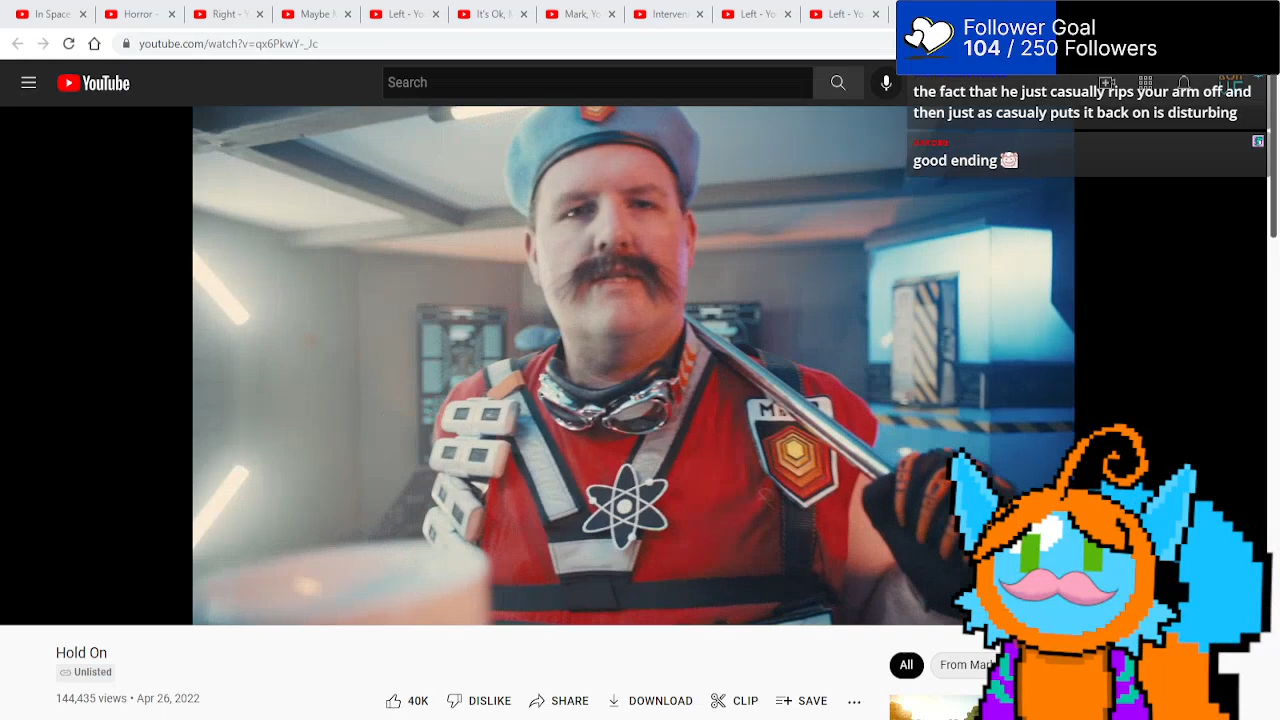 In Space
Horror -
Right - Y
Maybe M
Left - Yo
It's Ok, M
Mark, Yo
Interven
Left - Yo
Left - Yo
youtube.com/watch?v=qx6PkwY-_Jc
Follower Goal
104 / 250 Followers
YouTube
Search
the fact that he just casually rips your arm off and
then just as casualy puts it back on is disturbing
good ending
Hold On
Unlisted
144,435 views • Apr 26, 2022
DISLIKE
SHARE
DOWNLOAD
CLIP
SAVE
All
From Mar